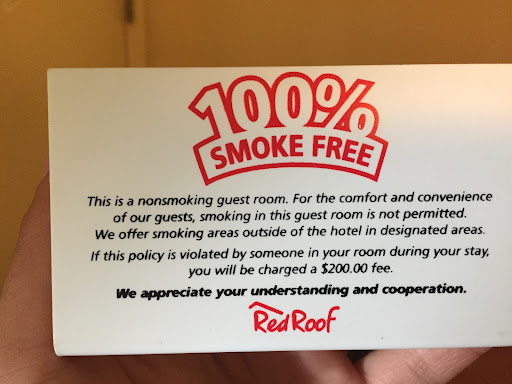 100%
SMOKE FREE
This is a nonsmoking guest room. For the comfort and convenience
of our guests, smoking in this guest room is not permitted.
We offer smoking areas outside of the hotel in designated areas.
If this policy is violated by someone in your room during your stay,
you will be charged a $200.00 fee.
We appreciate your understanding and cooperation.
Red Roof